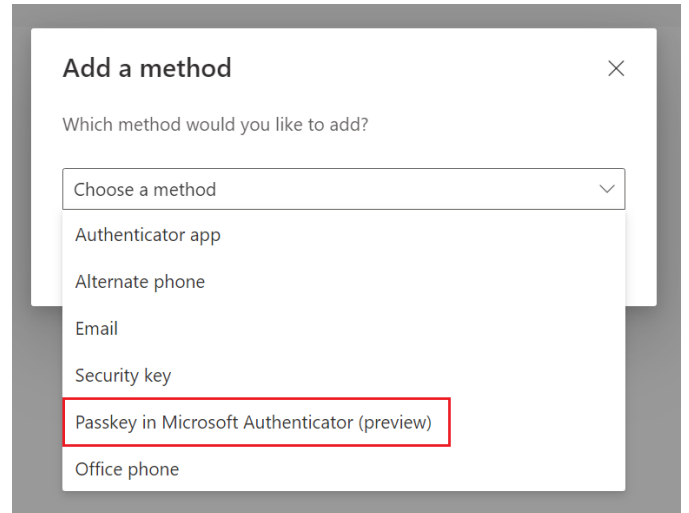 Add a method
Which method would you like to add?
Choose a method
Authenticator app
Alternate phone
Email
Security key
Passkey in Microsoft Authenticator (preview)
Office phone